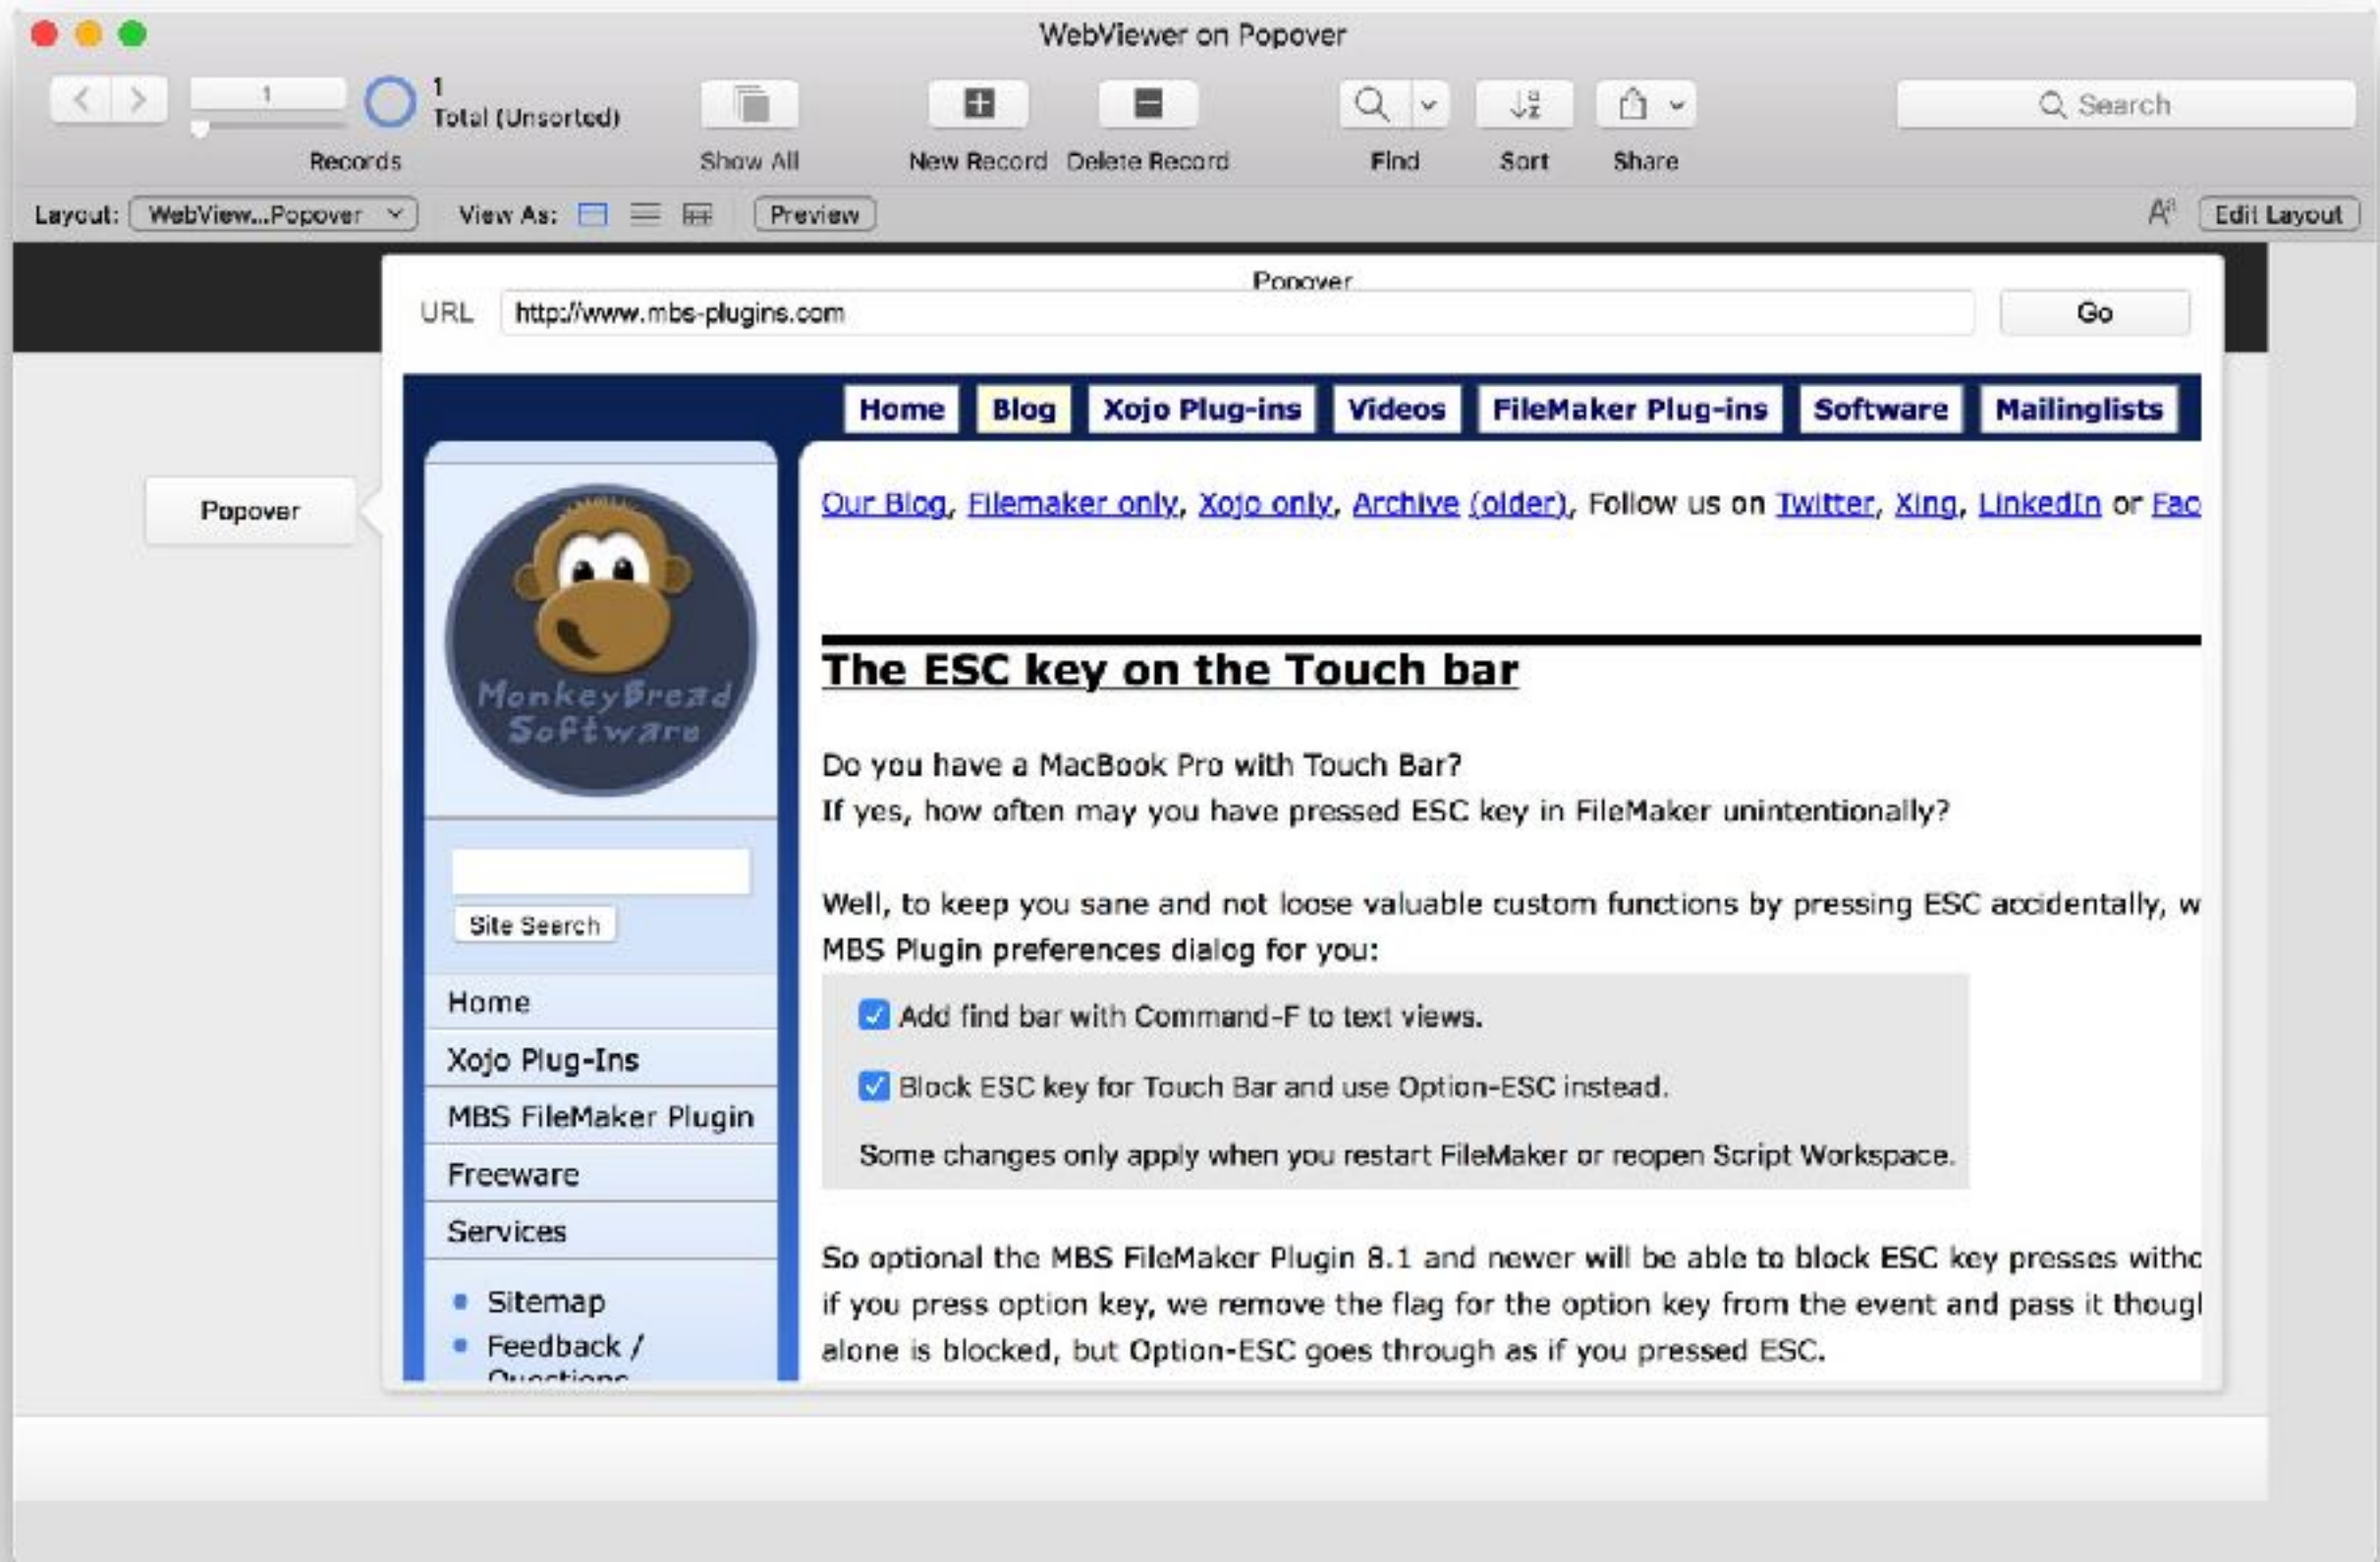 WebViewer on Popover
1
1
Total (Unsorted)
Records
Show All
New Record
Delete Record
Find
Sort
Share
Search
Layout:
WebView...Popover
View As:
Preview
Aa
Edit Layout
Popover
URL
http://www.mbs-plugins.com
Go
Home
Blog
Xojo Plug-ins
Videos
FileMaker Plug-ins
Software
Mailinglists
Popover
MonkeyBread
Software
Site Search
Home
Xojo Plug-Ins
MBS FileMaker Plugin
Freeware
Services
Sitemap
Feedback /
Questions
Our Blog, Filemaker only, Xojo only, Archive (older), Follow us on Twitter, Xing, LinkedIn or Fac
The ESC key on the Touch bar
Do you have a MacBook Pro with Touch Bar?
If yes, how often may you have pressed ESC key in FileMaker unintentionally?
Well, to keep you sane and not loose valuable custom functions by pressing ESC accidentally, w
MBS Plugin preferences dialog for you:
Add find bar with Command-F to text views.
Block ESC key for Touch Bar and use Option-ESC instead.
Some changes only apply when you restart FileMaker or reopen Script Workspace.
So optional the MBS FileMaker Plugin 8.1 and newer will be able to block ESC key presses witho
if you press option key, we remove the flag for the option key from the event and pass it thougl
alone is blocked, but Option-ESC goes through as if you pressed ESC.